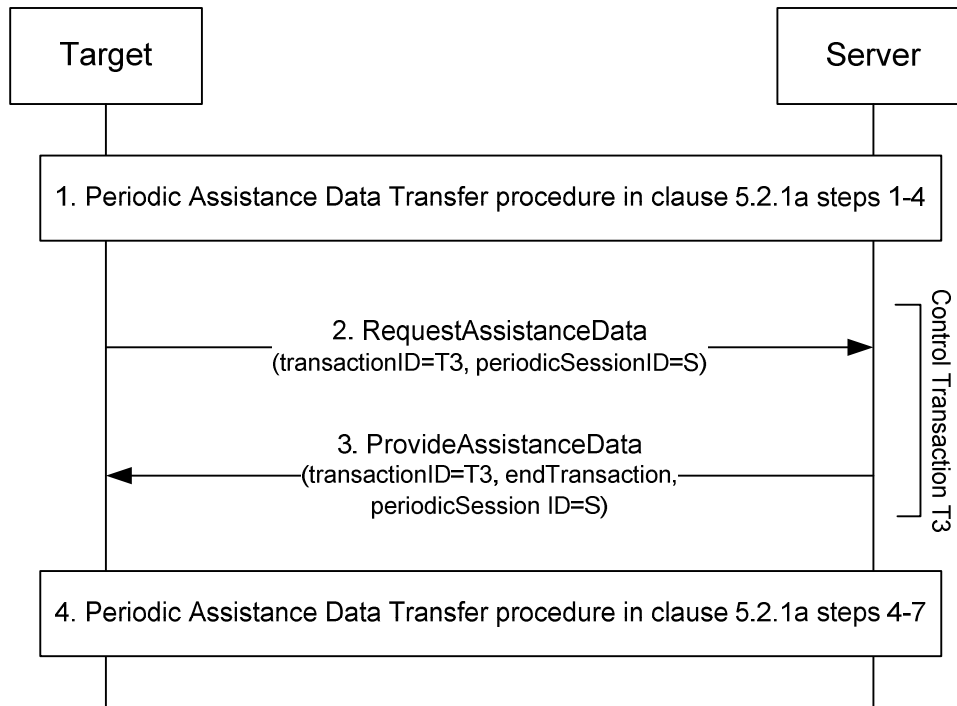 Target
Server
1. Periodic Assistance Data Transfer procedure in clause 5.2.1a steps 1-4
2. RequestAssistanceData
(transactionID=T3, periodicSessionID=S)
3. ProvideAssistanceData
(transactionID=T3, endTransaction,
periodicSession ID=S)
Control Transaction T3
4. Periodic Assistance Data Transfer procedure in clause 5.2.1a steps 4-7